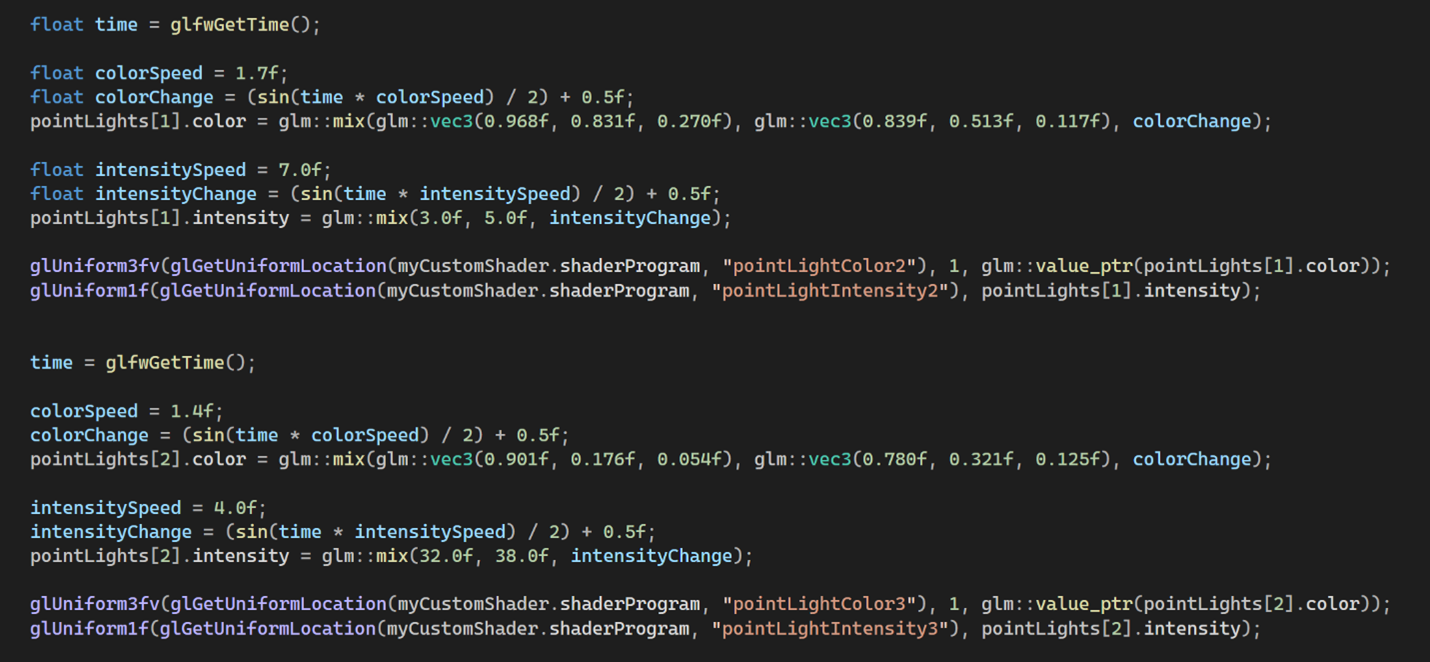 float time = glfwGetTime();
float colorSpeed = 1.7f;
float colorChange = (sin(time * colorSpeed) / 2) + 0.5f;
pointLights[1].color = glm::mix(glm::vec3(0.968f, 0.831f, 0.270f), glm::vec3(0.839f, 0.513f, 0.117f), colorChange);
float intensitySpeed = 7.0f;
float intensityChange = (sin(time * intensitySpeed) / 2) + 0.5f;
pointLights[1].intensity = glm::mix(3.0f, 5.0f, intensityChange);
glUniform3fv(glGetUniformLocation(myCustomShader.shaderProgram, "pointLightColor2"), 1, glm::value_ptr(pointLights[1].color));
glUniform1f(glGetUniformLocation(myCustomShader.shaderProgram, "pointLightIntensity2"), pointLights[1].intensity);
time = glfwGetTime();
colorSpeed = 1.4f;
colorChange = (sin(time * colorSpeed) / 2) + 0.5f;
pointLights[2].color = glm::mix(glm::vec3(0.901f, 0.176f, 0.054f), glm::vec3(0.780f, 0.321f, 0.125f), colorChange);
intensitySpeed = 4.0f;
intensityChange = (sin(time * intensitySpeed) / 2) + 0.5f;
pointLights[2].intensity = glm::mix(32.0f, 38.0f, intensityChange);
glUniform3fv(glGetUniformLocation(myCustomShader.shaderProgram, "pointLightColor3"), 1, glm::value_ptr(pointLights[2].color));
glUniform1f(glGetUniformLocation(myCustomShader.shaderProgram, "pointLightIntensity3"), pointLights[2].intensity);